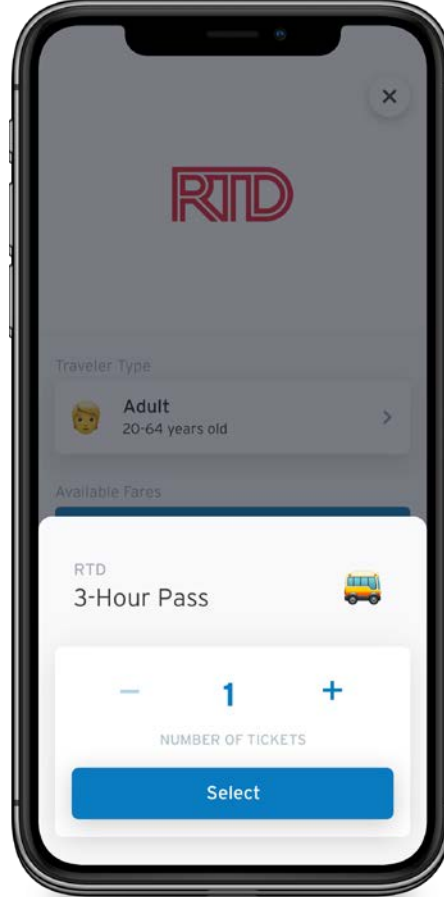 RTD
Traveler Type
Adult
20-64 years old
Available Fares
RTD
3-Hour Pass
1
NUMBER OF TICKETS
Select